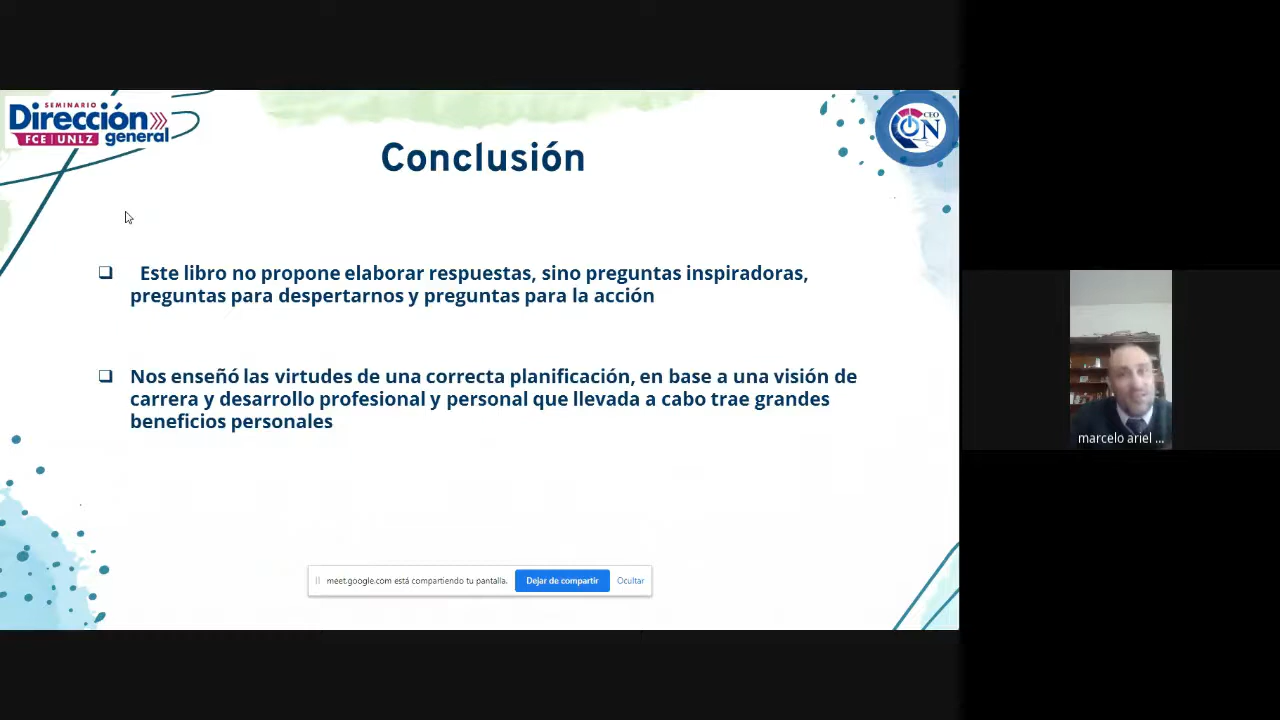 SEMINARIO
Dirección
general
FCE | UNLZ
CEO
ON
Conclusión
Este libro no propone elaborar respuestas, sino preguntas inspiradoras,
preguntas para despertarnos y preguntas para la acción
Nos enseñó las virtudes de una correcta planificación, en base a una visión de
carrera y desarrollo profesional y personal que llevada a cabo trae grandes
beneficios personales
meet.google.com está compartiendo tu pantalla.
Dejar de compartir
Ocultar
marcelo ariel ...